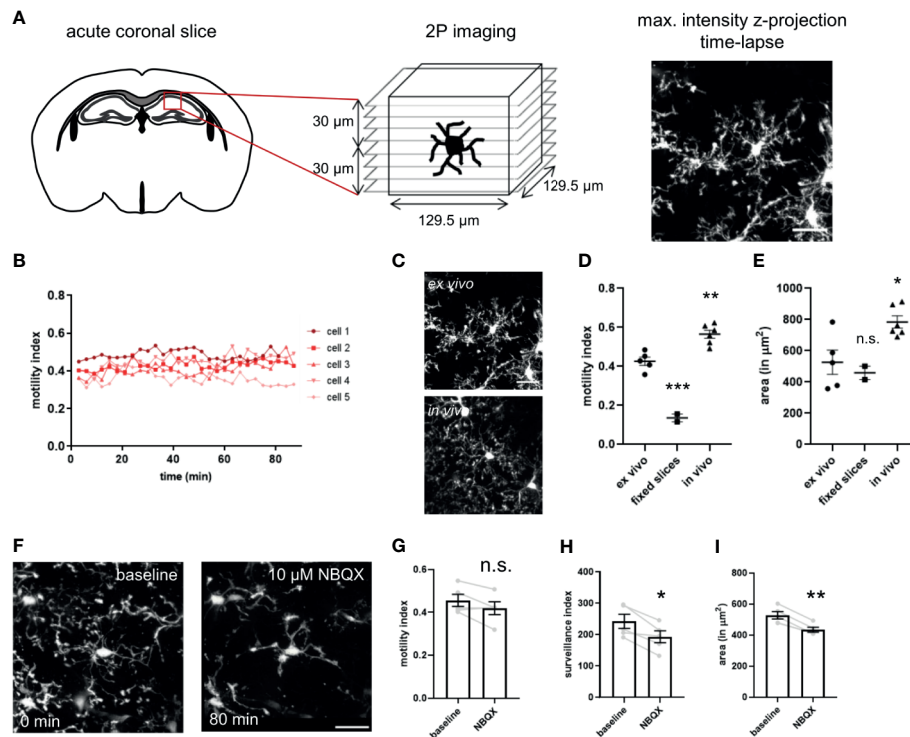 A
acute coronal slice
2P imaging
max. intensity z-projection
time-lapse
30 µm
30 µm
129.5 µm
129.5 µm
B
motility index
0.8
0.6
0.4
0.2
0.0
0
20
40
60
80
100
time (min)
cell 1
cell 2
cell 3
cell 4
cell 5
C
ex vivo
in vivo
D
motility index
0.8
0.6
0.4
0.2
0.0
***
**
ex vivo
fixed slices
in vivo
E
area (in µm²)
1000
800
600
400
200
0
n.s.
*
ex vivo
fixed slices
in vivo
F
baseline
0 min
10 µM NBQX
80 min
G
motility index
0.6
0.4
0.2
0.0
n.s.
baseline
NBQX
H
surveillance index
400
300
200
100
0
*
baseline
NBQX
I
area (in µm²)
800
600
400
200
0
**
baseline
NBQX